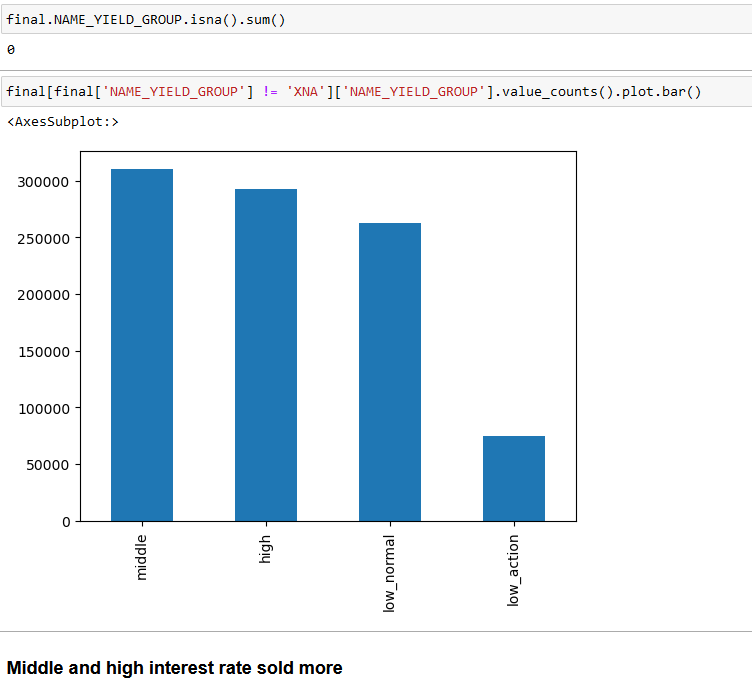 final.NAME_YIELD_GROUP.isna().sum()
0
final[final['NAME_YIELD_GROUP'] != 'XNA']['NAME_YIELD_GROUP'].value_counts().plot.bar()
<AxesSubplot:>
300000
250000
200000
150000
100000
50000
0
middle
high
low_normal
low_action
Middle and high interest rate sold more